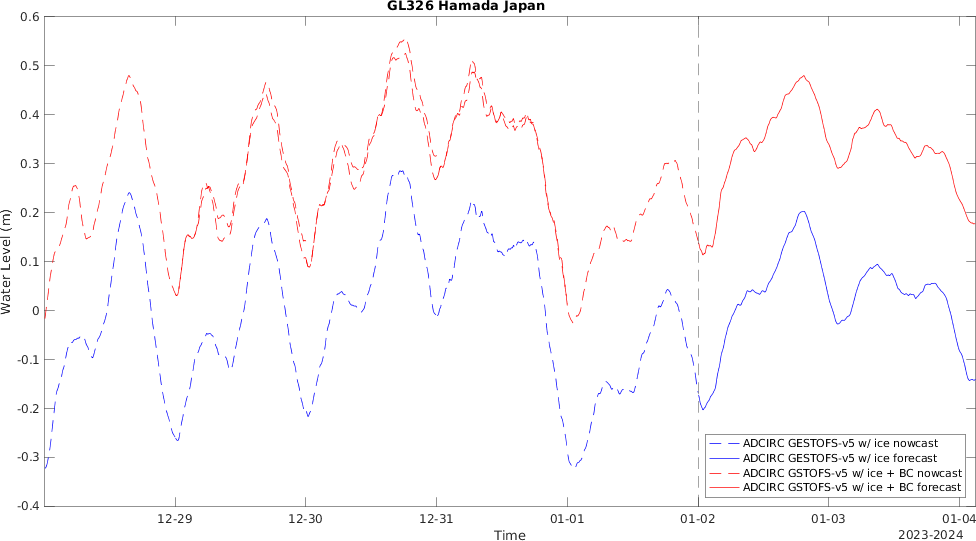 GL326 Hamada Japan
0.6
0.5
0.4
0.3
0.2
0.1
0
-0.1
-0.2
-0.3
-0.4
Water Level (m)
ADCIRC GESTOFS-v5 w/ ice nowcast
ADCIRC GESTOFS-v5 w/ ice forecast
ADCIRC GSTOFS-v5 w/ ice + BC nowcast
ADCIRC GSTOFS-v5 w/ ice + BC forecast
12-29 12-30 12-31 01-01 01-02 01-03 01-04
Time
2023-2024